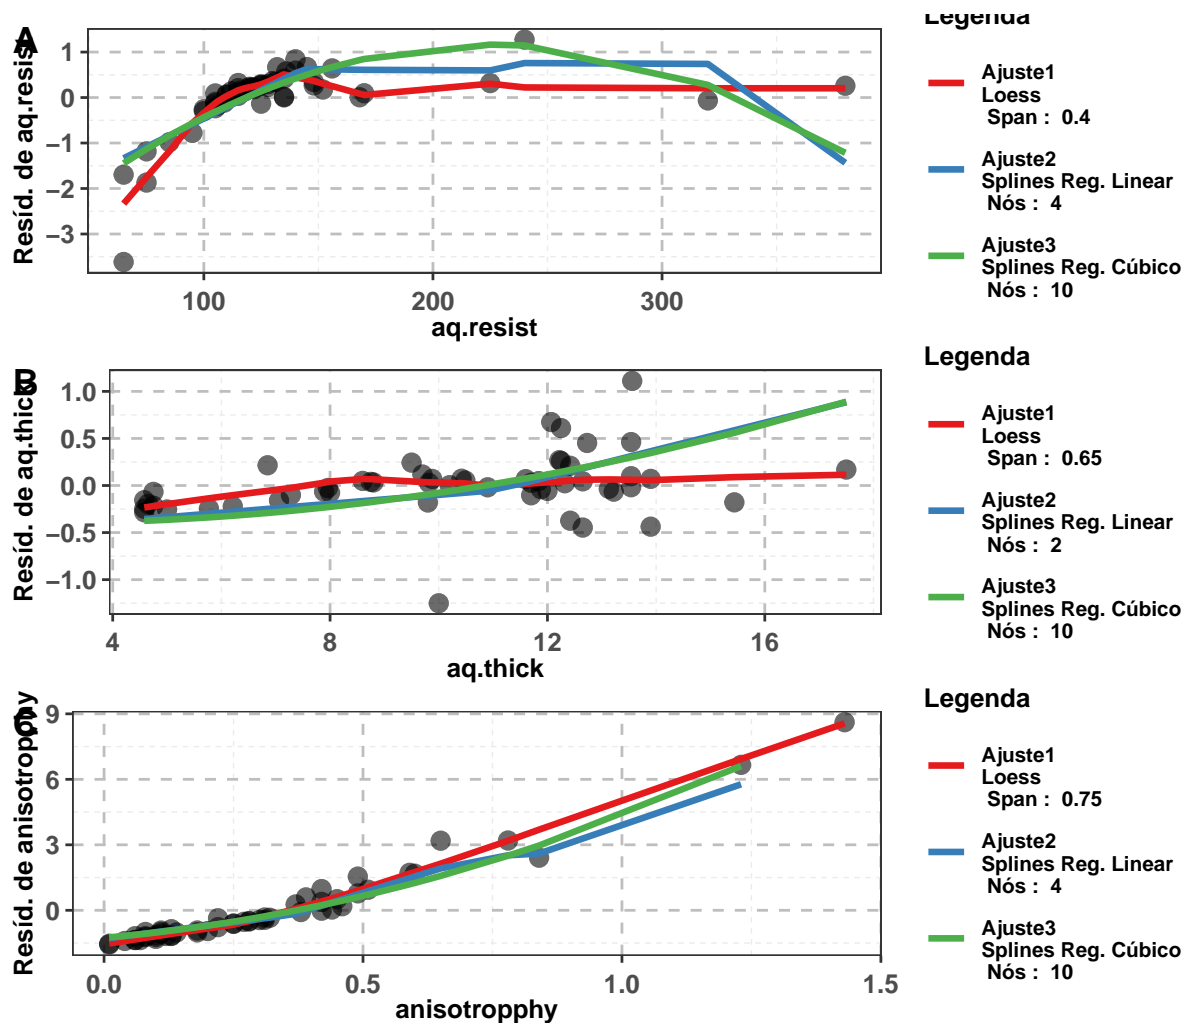 A
Resíd. de aq.resist
1
0
−1
−2
−3
100
200
300
aq.resist
Legenda
Ajuste1
Loess
Span : 0.4
Ajuste2
Splines Reg. Linear
Nós : 4
Ajuste3
Splines Reg. Cúbico
Nós : 10
B
Resíd. de aq.thick
1.0
0.5
0.0
−0.5
−1.0
4
8
12
16
aq.thick
Legenda
Ajuste1
Loess
Span : 0.65
Ajuste2
Splines Reg. Linear
Nós : 2
Ajuste3
Splines Reg. Cúbico
Nós : 10
C
Resíd. de anisotropphy
9
6
3
0
0.0
0.5
1.0
1.5
anisotropphy
Legenda
Ajuste1
Loess
Span : 0.75
Ajuste2
Splines Reg. Linear
Nós : 4
Ajuste3
Splines Reg. Cúbico
Nós : 10